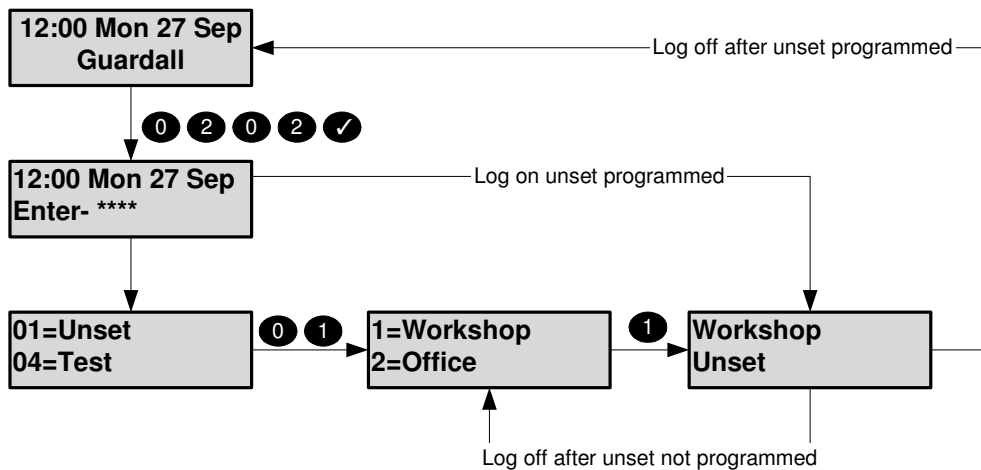 12:00 Mon 27 Sep
Guardall
Log off after unset programmed
0 2 0 2 ✓
12:00 Mon 27 Sep
Enter- ****
Log on unset programmed
01=Unset
04=Test
0 1
1=Workshop
2=Office
1
Workshop
Unset
Log off after unset not programmed